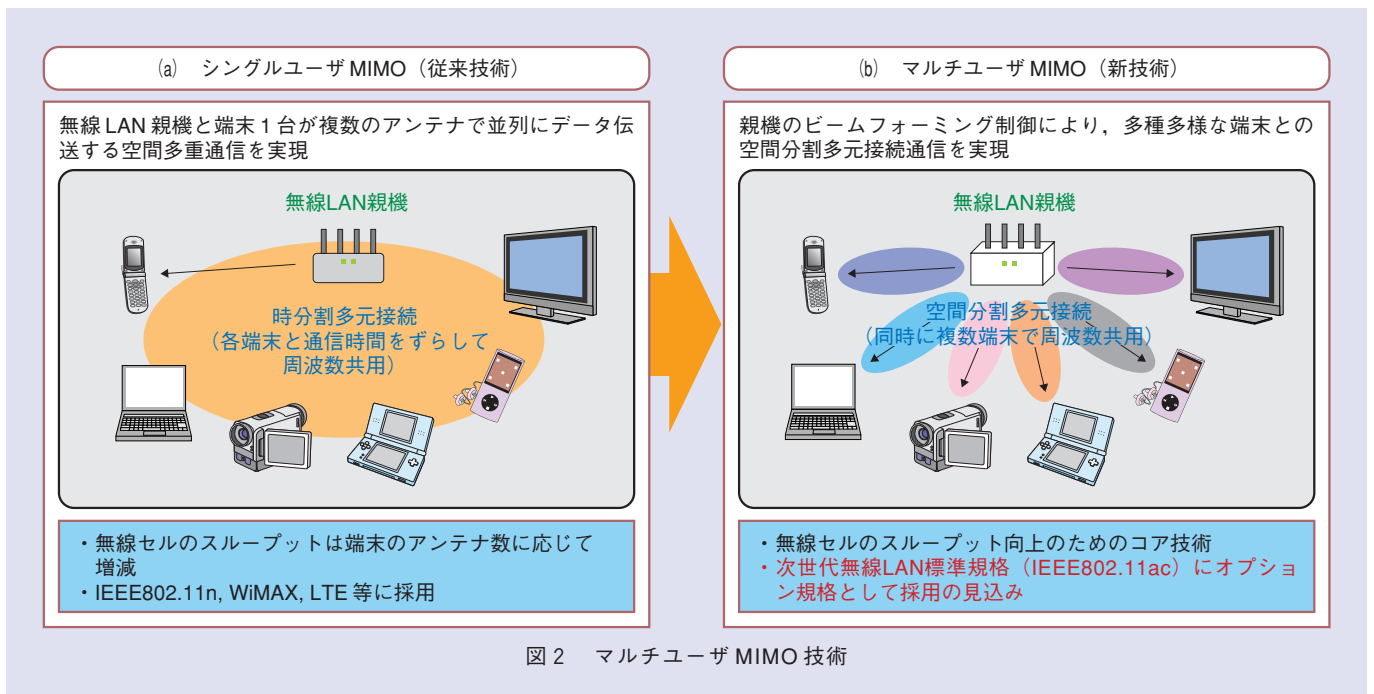 (a) シングルユーザ MIMO（従来技術）
無線 LAN 親機と端末 1 台が複数のアンテナで並列にデータ伝
送する空間多重通信を実現
無線LAN親機
時分割多元接続
（各端末と通信時間をずらして
周波数共用）
・無線セルのスループットは端末のアンテナ数に応じて
増減
・IEEE802.11n, WiMAX, LTE 等に採用
(b) マルチユーザ MIMO（新技術）
親機のビームフォーミング制御により，多種多様な端末との
空間分割多元接続通信を実現
無線LAN親機
空間分割多元接続
（同時に複数端末で周波数共用）
・無線セルのスループット向上のためのコア技術
・次世代無線LAN標準規格（IEEE802.11ac）にオプショ
ン規格として採用の見込み
図 2 マルチユーザ MIMO 技術